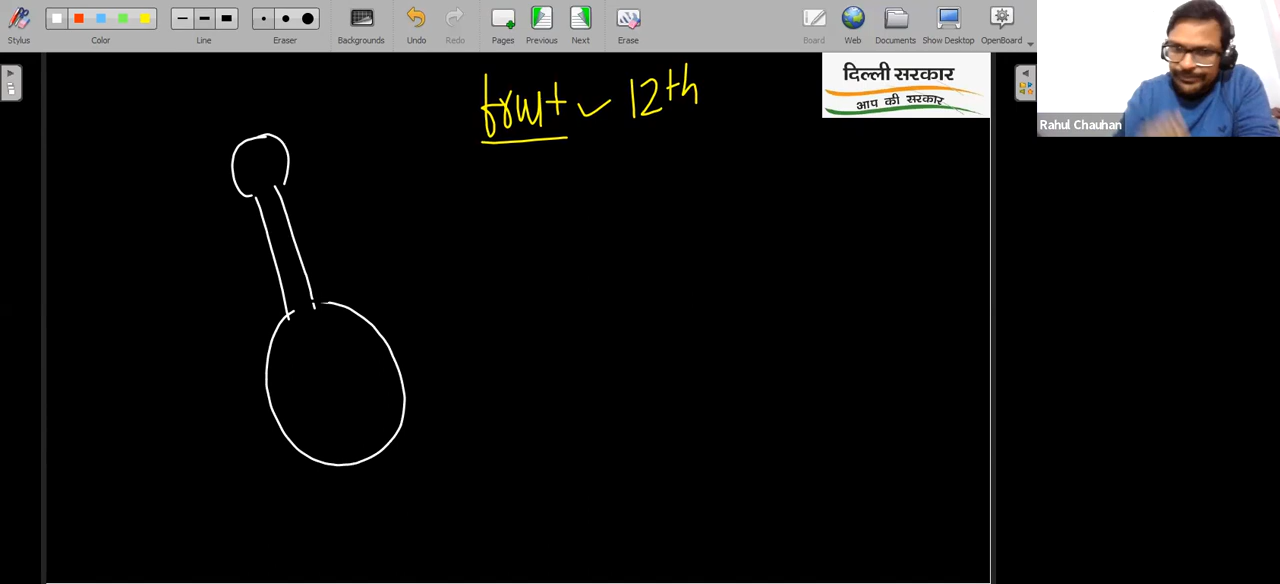 Stylus
Color
Line
Eraser
Backgrounds
Undo
Redo
Pages
Previous
Next
Erase
Board
Web
Documents
Show Desktop
OpenBoard
fruit ✓ 12th
दिल्ली सरकार
आप की सरकार
Rahul Chauhan